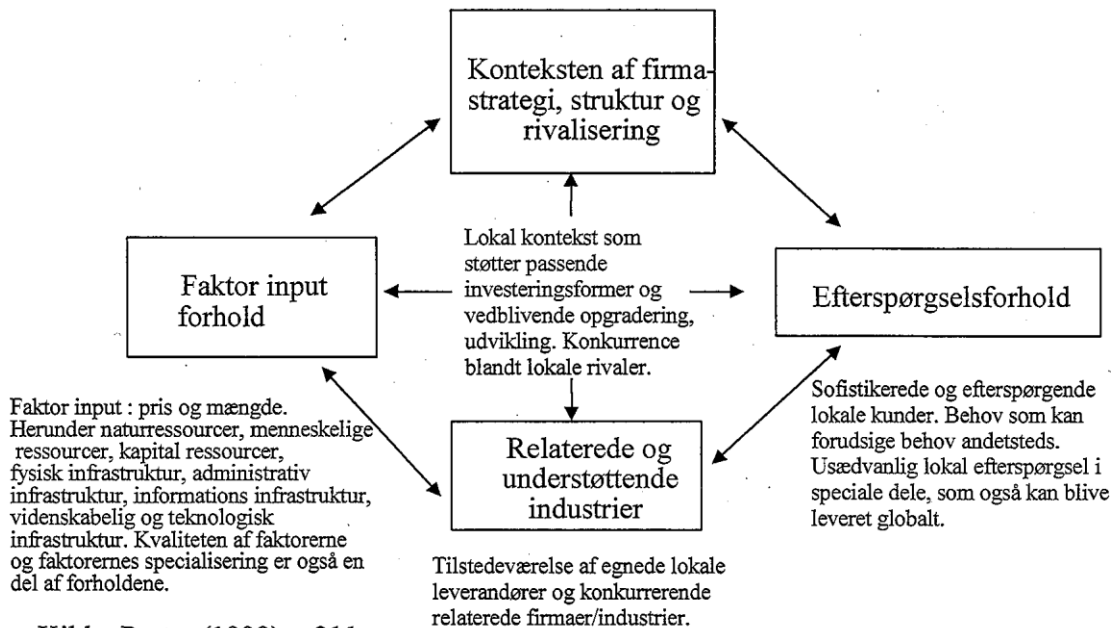 Konteksten af firma-
strategi, struktur og
rivalisering
Lokal kontekst som
støtter passende
investeringsformer og
vedblivende opgradering,
udvikling. Konkurrence
blandt lokale rivaler.
Faktor input
forhold
Efterspørgselsforhold
Faktor input : pris og mængde.
Herunder naturressourcer, menneskelige
ressourcer, kapital ressourcer,
fysisk infrastruktur, administrativ
infrastruktur, informations infrastruktur,
videnskabelig og teknologisk
infrastruktur. Kvaliteten af faktorerne
og faktorernes specialisering er også en
del af forholdene.
Relaterede og
understøttende
industrier
Sofistikerede og efterspørgende
lokale kunder. Behov som kan
forudsige behov andetsteds.
Usædvanlig lokal efterspørgsel i
speciale dele, som også kan blive
leveret globalt.
Tilstedeværelse af egnede lokale
leverandører og konkurrerende
relaterede firmaer/industrier.